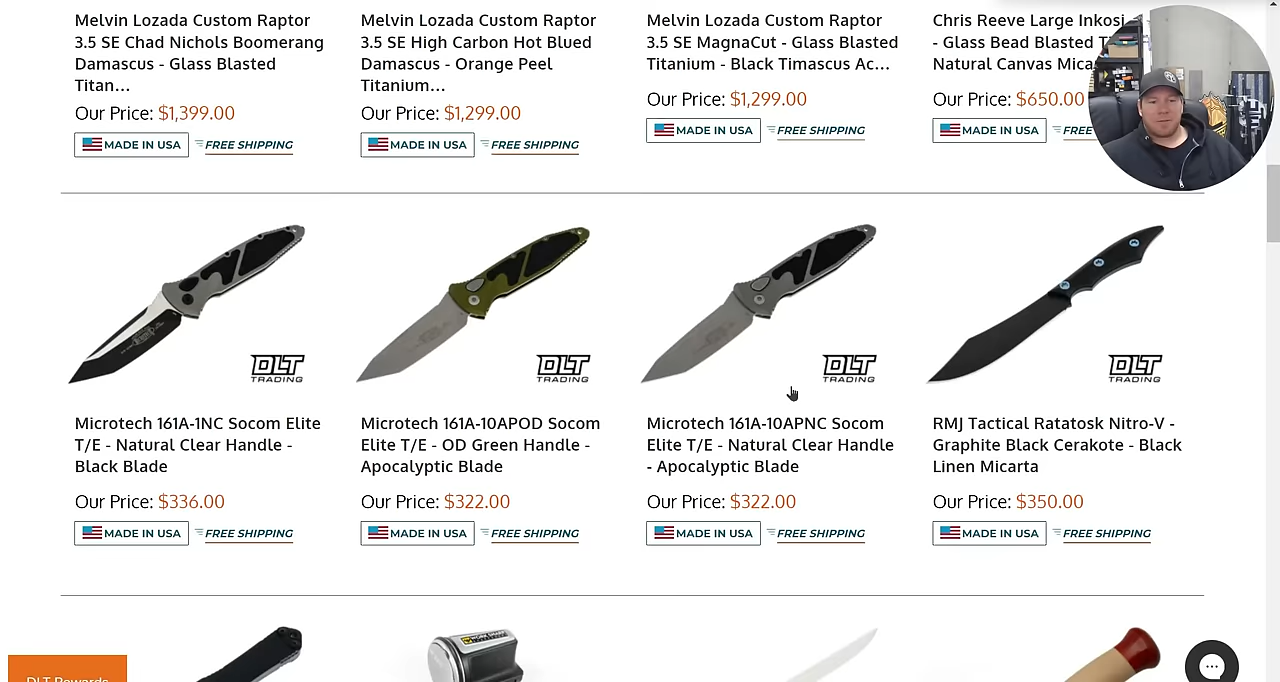 Melvin Lozada Custom Raptor
3.5 SE Chad Nichols Boomerang
Damascus - Glass Blasted
Titan...
Our Price: $1,399.00
MADE IN USA FREE SHIPPING
Melvin Lozada Custom Raptor
3.5 SE High Carbon Hot Blued
Damascus - Orange Peel
Titanium...
Our Price: $1,299.00
MADE IN USA FREE SHIPPING
Melvin Lozada Custom Raptor
3.5 SE MagnaCut - Glass Blasted
Titanium - Black Timascus Ac...
Our Price: $1,299.00
MADE IN USA FREE SHIPPING
Chris Reeve Large Inkosi
- Glass Bead Blasted
Natural Canvas
Our Price: $650.00
MADE IN USA FREE
DLT
TRADING
DLT
TRADING
DLT
TRADING
DLT
TRADING
Microtech 161A-1NC Socom Elite
T/E - Natural Clear Handle -
Black Blade
Our Price: $336.00
MADE IN USA FREE SHIPPING
Microtech 161A-10APOD Socom
Elite T/E - OD Green Handle -
Apocalyptic Blade
Our Price: $322.00
MADE IN USA FREE SHIPPING
Microtech 161A-10APNC Socom
Elite T/E - Natural Clear Handle
- Apocalyptic Blade
Our Price: $322.00
MADE IN USA FREE SHIPPING
RMJ Tactical Ratatosk Nitro-V -
Graphite Black Cerakote - Black
Linen Micarta
Our Price: $350.00
MADE IN USA FREE SHIPPING
DLT Rewards